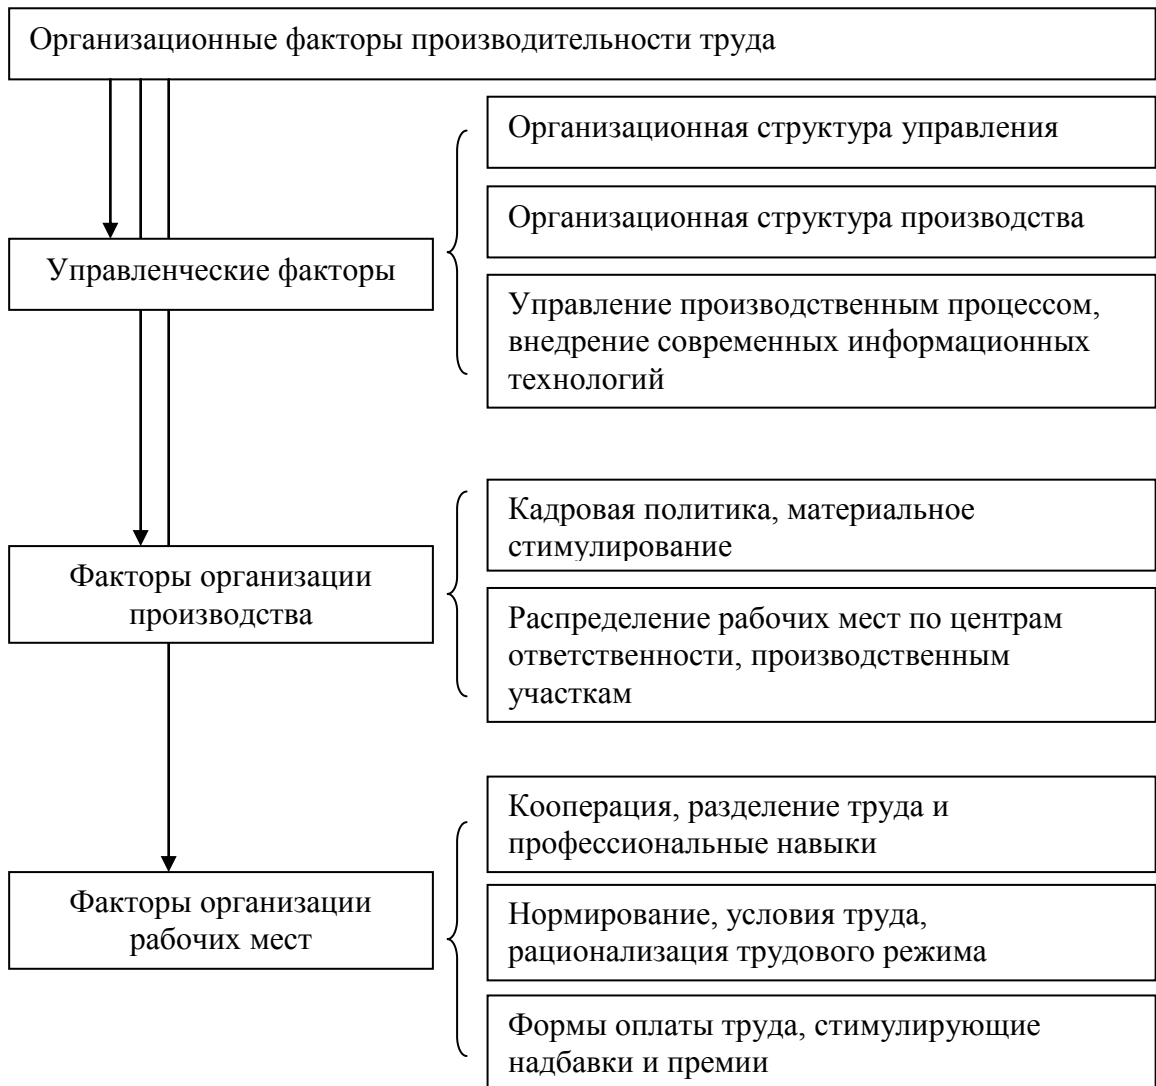 Организационные факторы производительности труда
Организационная структура управления
Организационная структура производства
Управленческие факторы
Управление производственным процессом,
внедрение современных информационных
технологий
Кадровая политика, материальное
стимулирование
Факторы организации
производства
Распределение рабочих мест по центрам
ответственности, производственным
участкам
Кооперация, разделение труда и
профессиональные навыки
Факторы организации
рабочих мест
Нормирование, условия труда,
рационализация трудового режима
Формы оплаты труда, стимулирующие
надбавки и премии